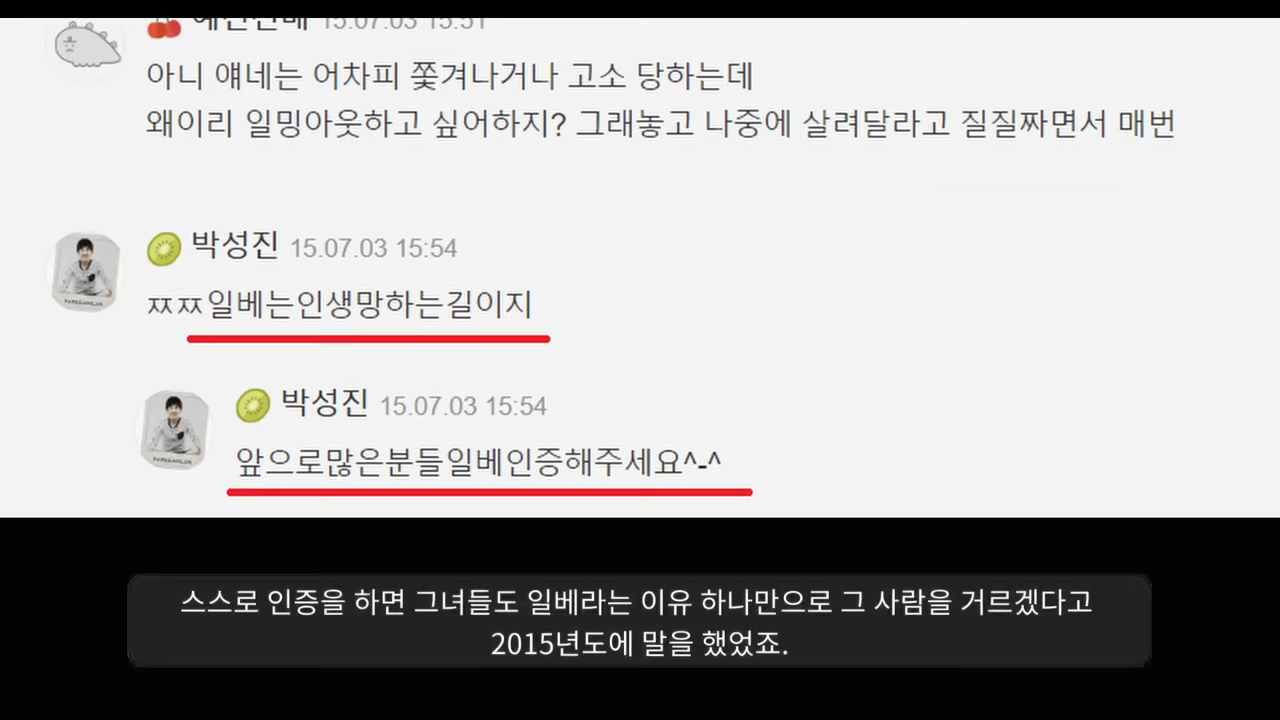 15.07.03 15:51
아니 얘네는 어차피 쫓겨나거나 고소 당하는데
왜이리 일밍아웃하고 싶어하지? 그래놓고 나중에 살려달라고 질질짜면서 매번
박성진 15.07.03 15:54
ㅉㅉ일베는인생망하는길이지
박성진 15.07.03 15:54
앞으로많은분들일베인증해주세요^-^
스스로 인증을 하면 그녀들도 일베라는 이유 하나만으로 그 사람을 거르겠다고
2015년도에 말을 했었죠.